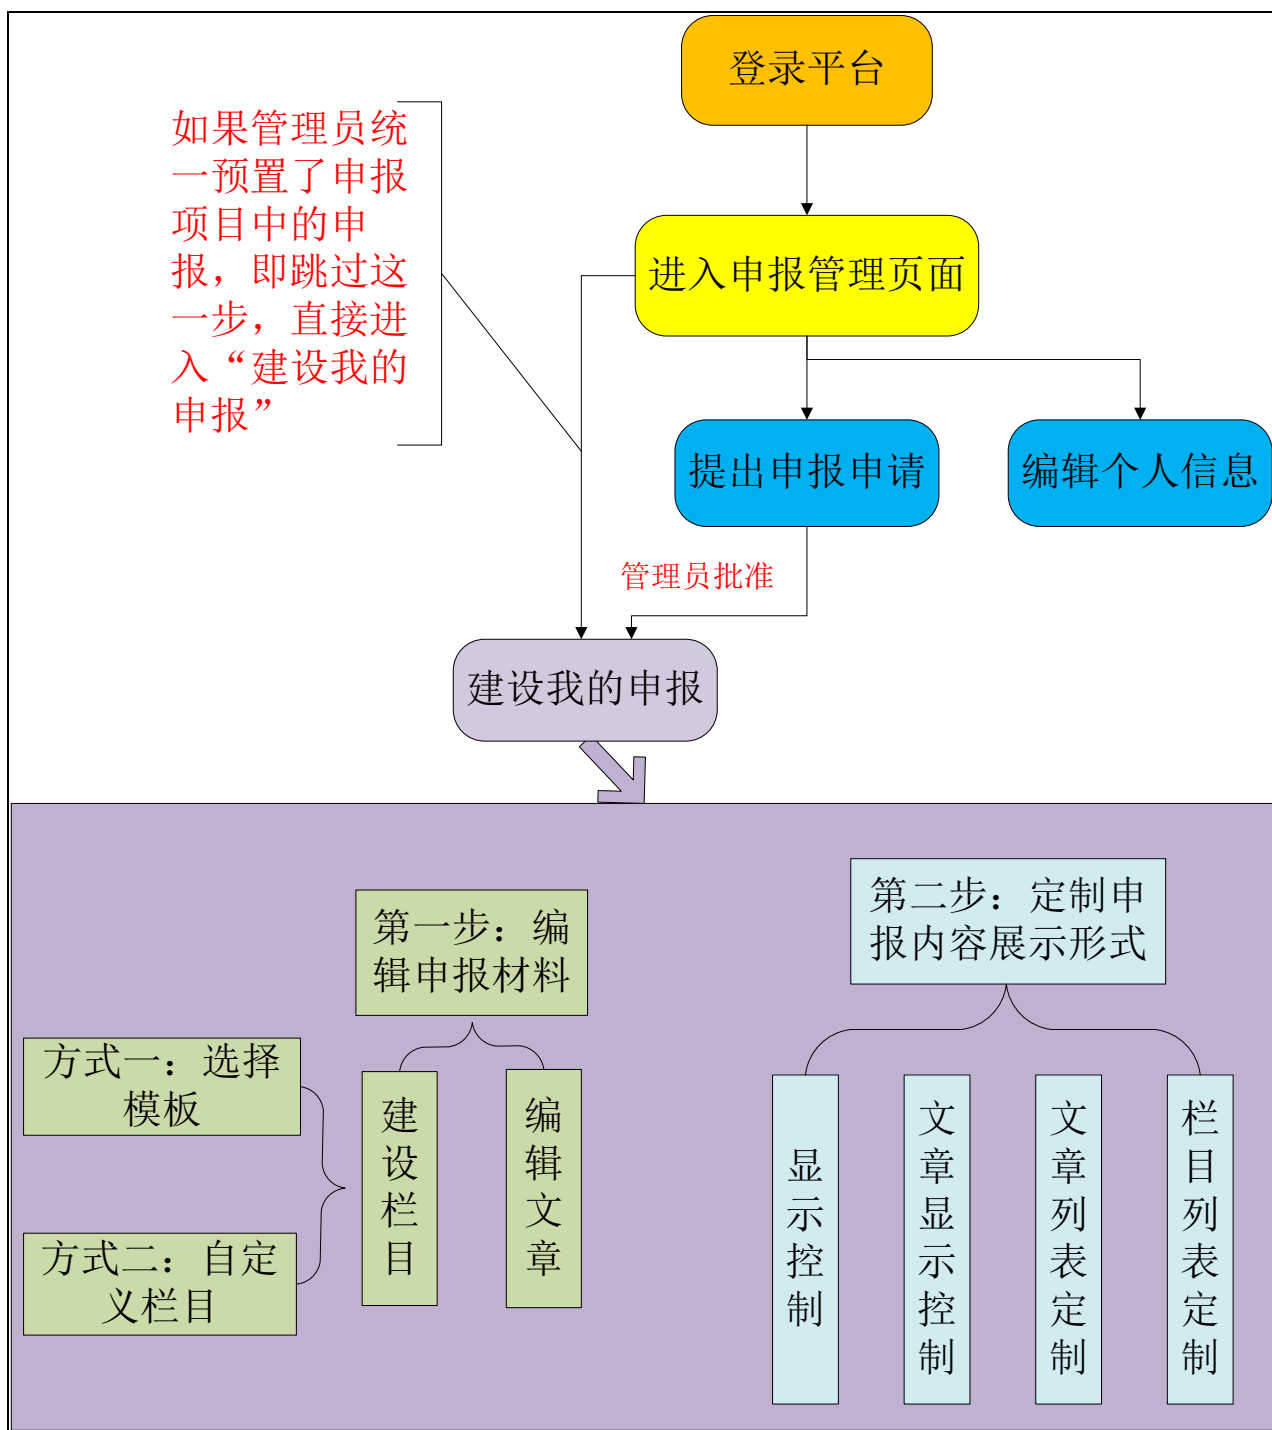 登录平台
如果管理员统
一预置了申报
项目中的申
报，即跳过这
一步，直接进
入“建设我的
申报”
进入申报管理页面
提出申报申请
编辑个人信息
管理员批准
建设我的申报
第一步：编
辑申报材料
第二步：定制申
报内容展示形式
方式一：选择
模板
方式二：自定
义栏目
建设栏目
编辑文章
显示控制
文章显示控制
文章列表定制
栏目列表定制